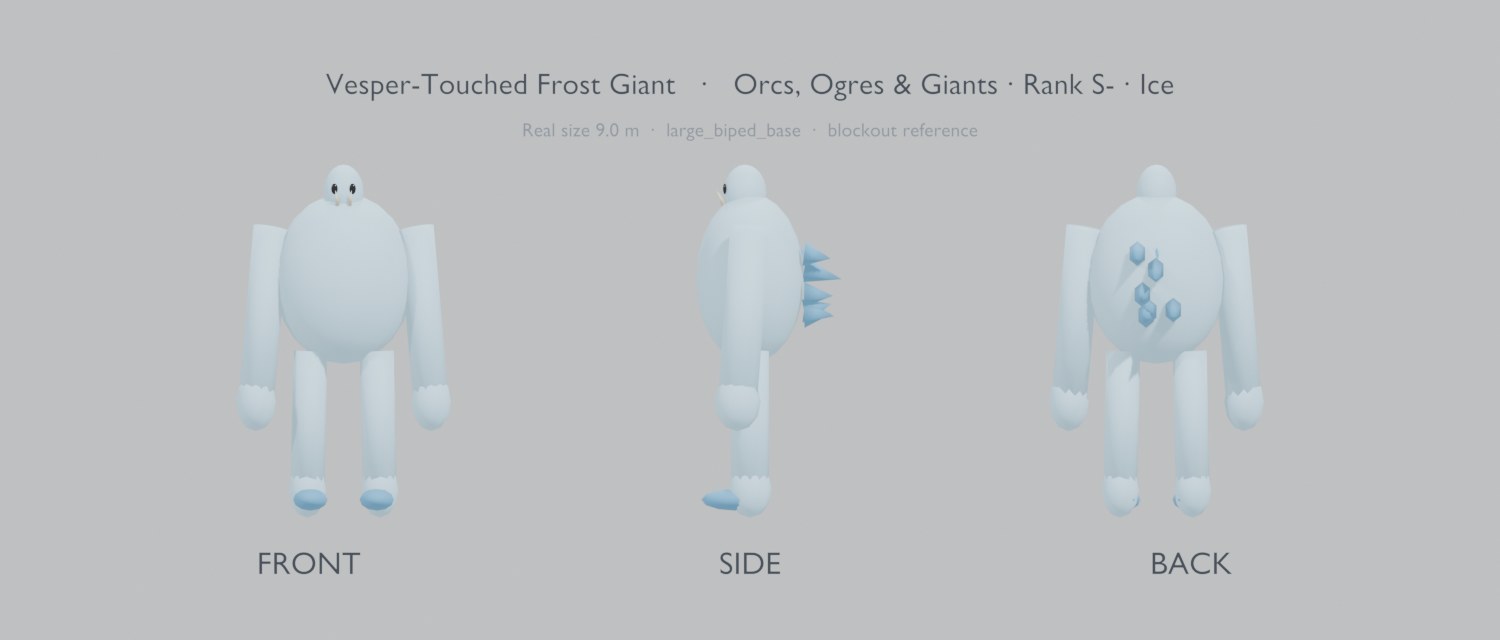 Vesper-Touched Frost Giant · Orcs, Ogres & Giants · Rank S- · Ice
Real size 9.0 m · large_biped_base · blockout reference
FRONT
SIDE
BACK